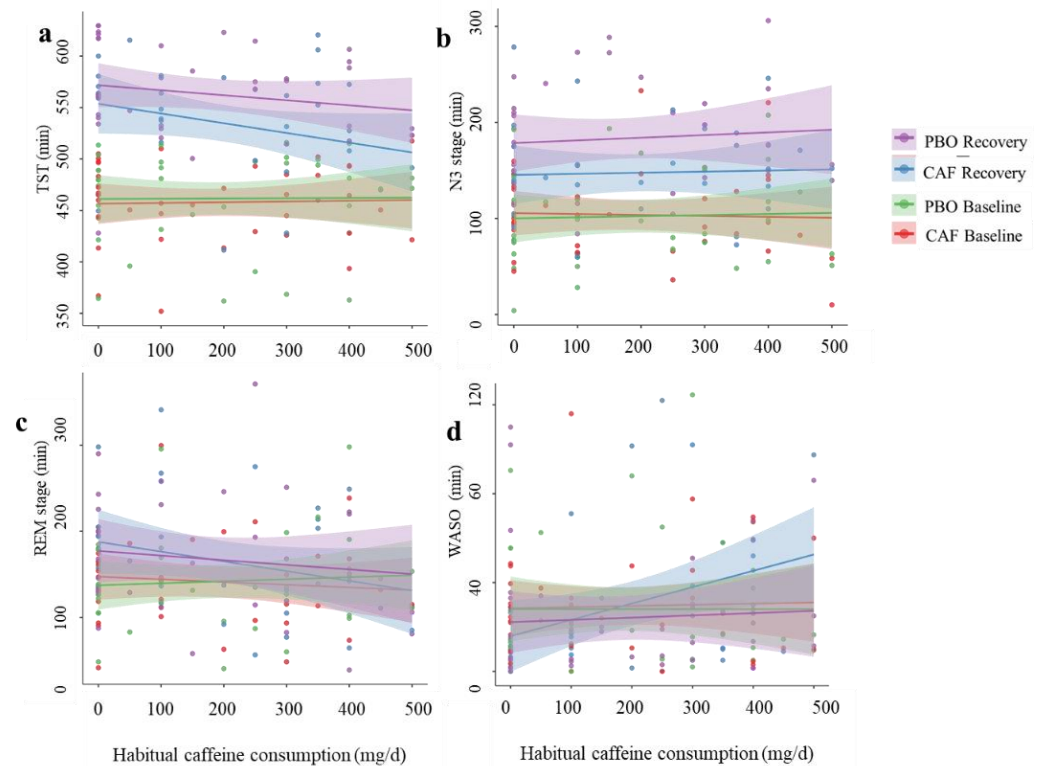 a
TST (min)
600
550
500
450
400
350
0 100 200 300 400 500
b
N3 stage (min)
300
200
100
0
0 100 200 300 400 500
PBO Recovery
CAF Recovery
PBO Baseline
CAF Baseline
c
REM stage (min)
300
200
100
0
0 100 200 300 400 500
Habitual caffeine consumption (mg/d)
d
WASO (min)
120
60
40
0
0 100 200 300 400 500
Habitual caffeine consumption (mg/d)